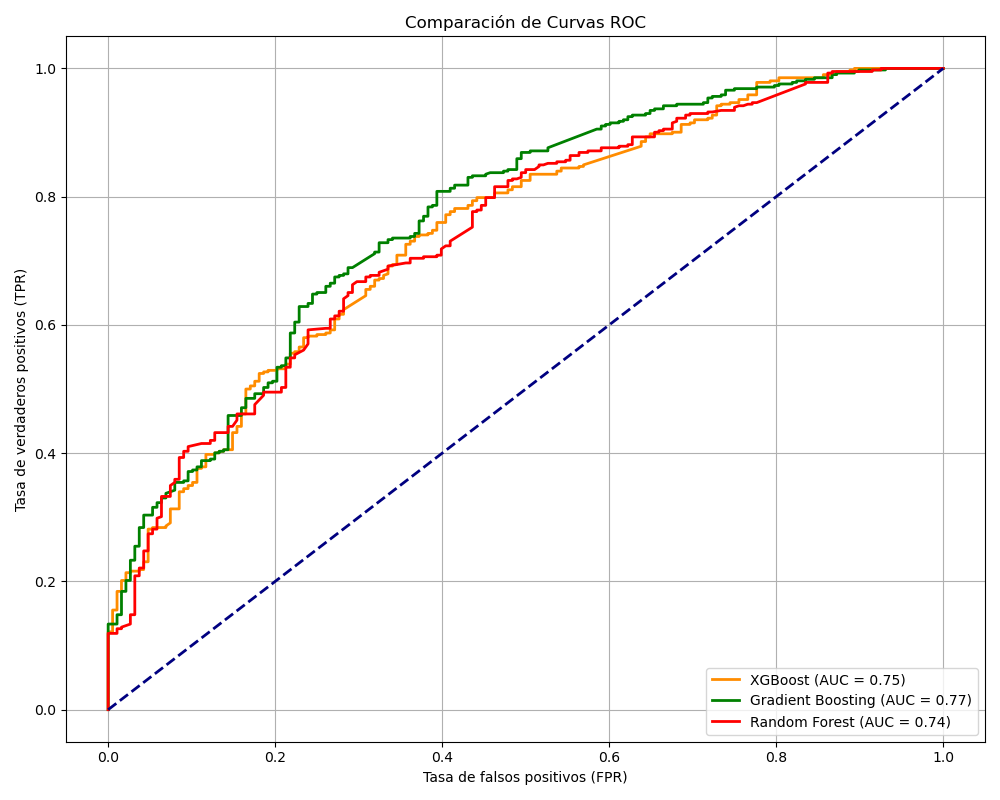 Comparación de Curvas ROC
1.0
0.8
0.6
0.4
0.2
0.0
Tasa de verdaderos positivos (TPR)
0.0 0.2 0.4 0.6 0.8 1.0
Tasa de falsos positivos (FPR)
XGBoost (AUC = 0.75)
Gradient Boosting (AUC = 0.77)
Random Forest (AUC = 0.74)